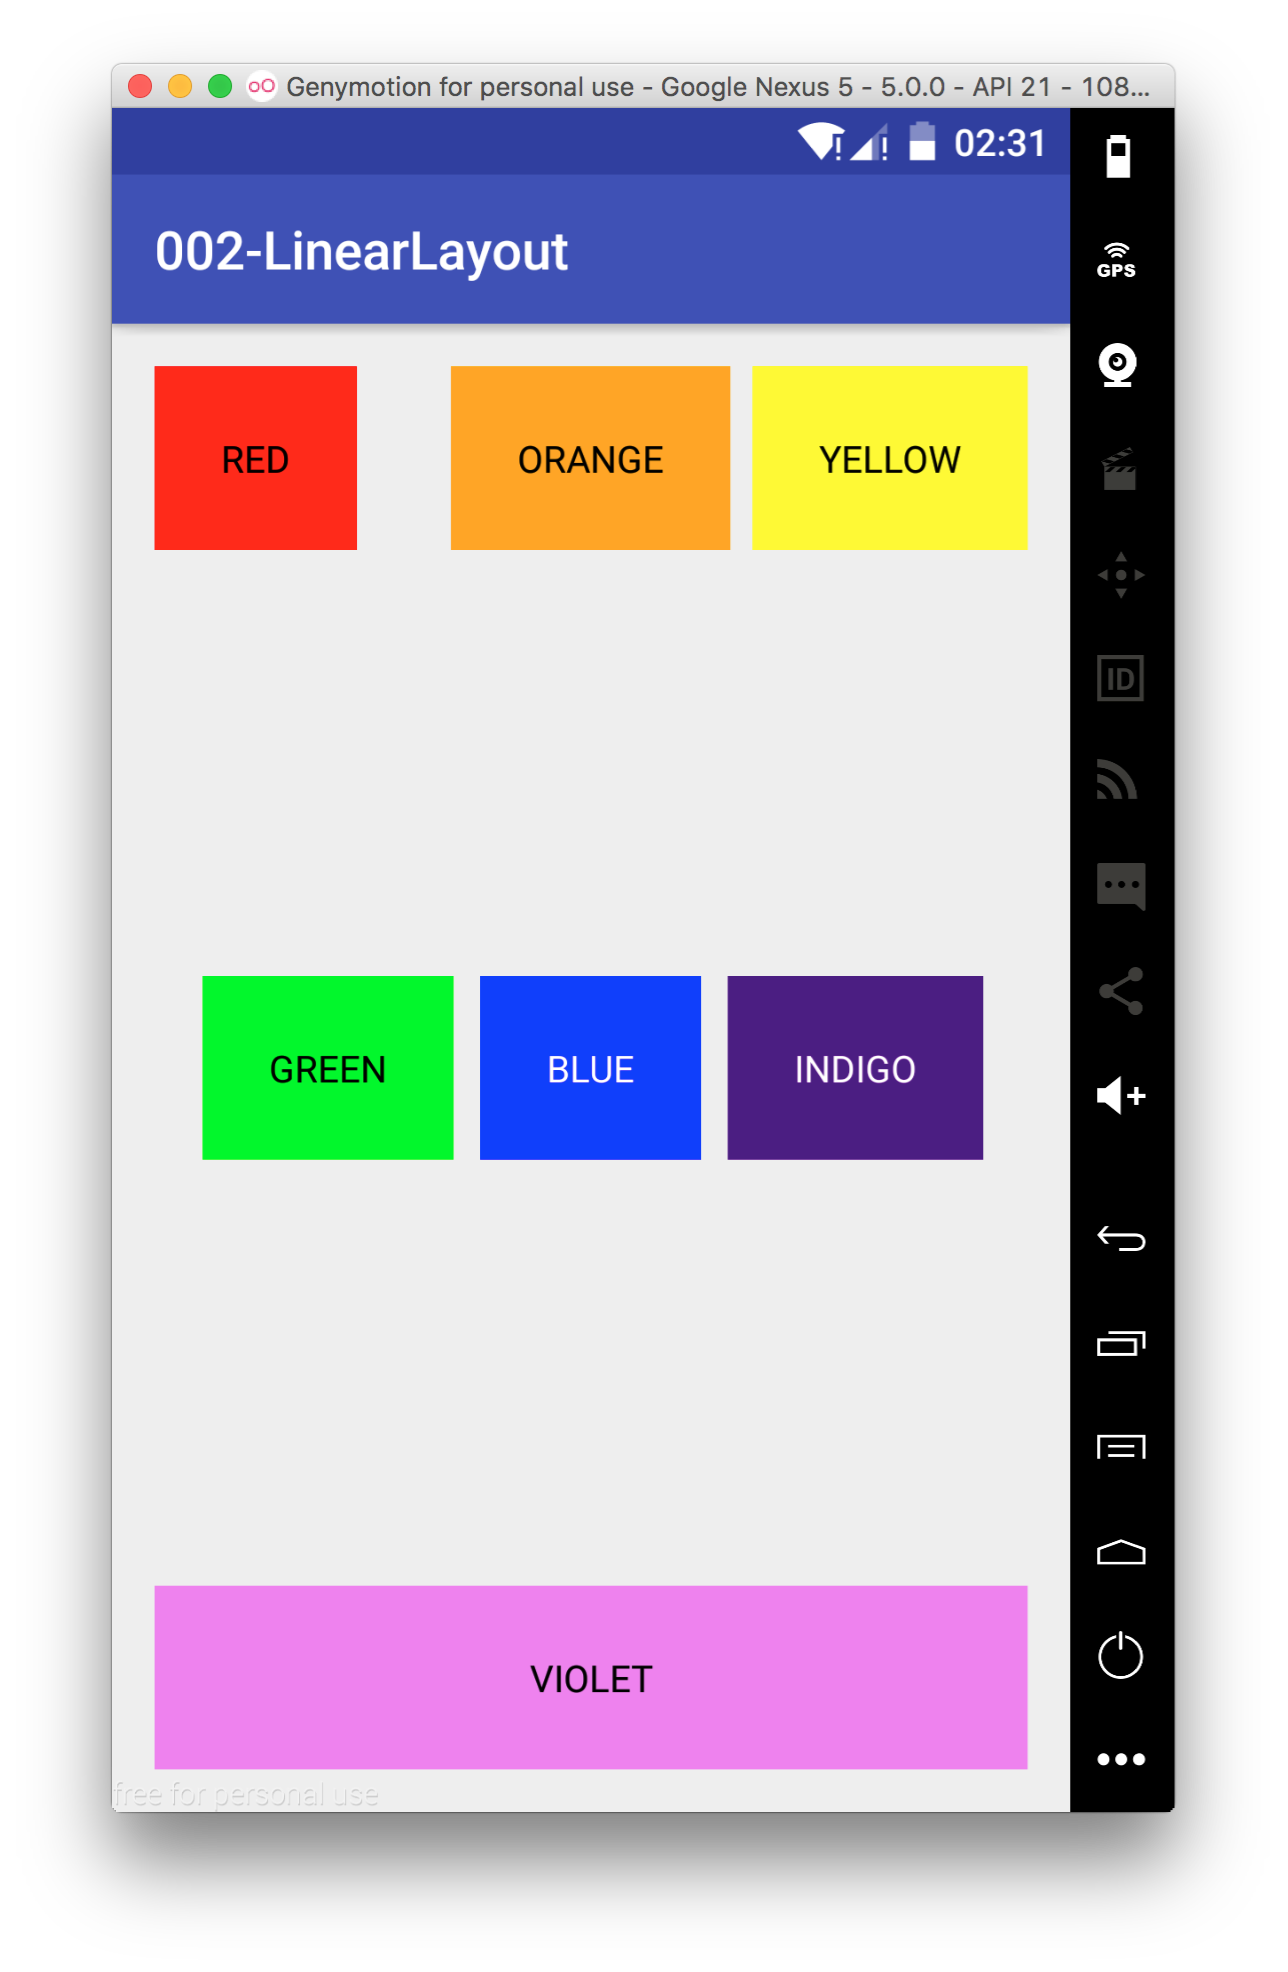 Genymotion for personal use - Google Nexus 5 - 5.0.0 - API 21 - 108...
02:31
002-LinearLayout
GPS
RED ORANGE YELLOW
ID
GREEN BLUE INDIGO
VIOLET
free for personal use